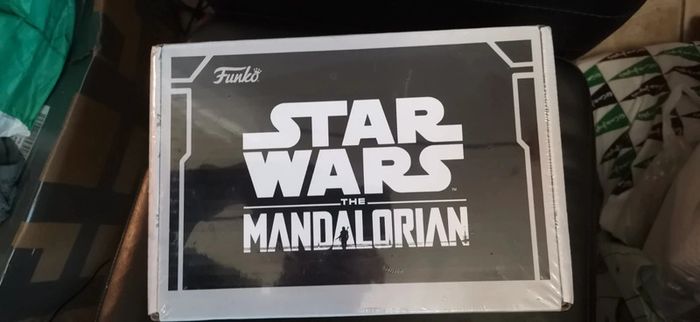 Funko
STAR
WARS
THE
MANDALORIAN